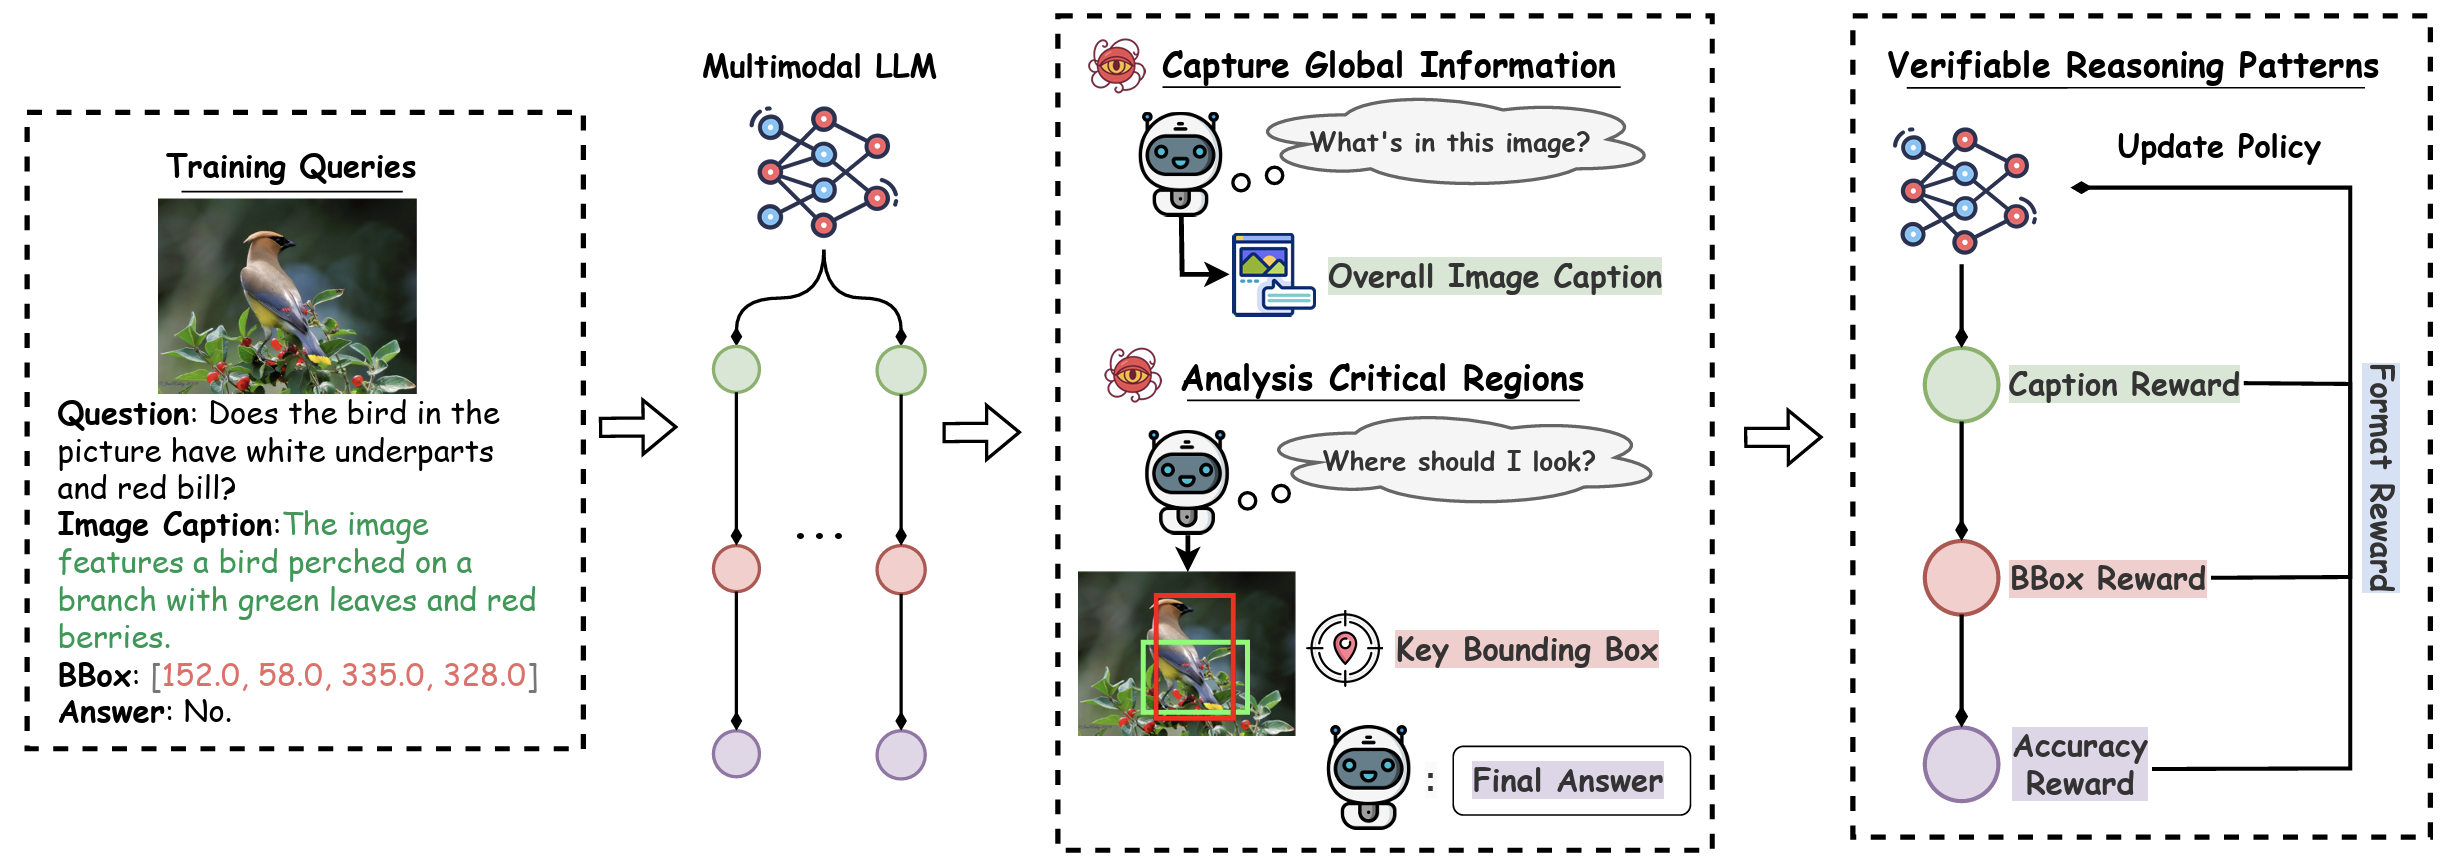 Training Queries
Question: Does the bird in the
picture have white underparts
and red bill?
Image Caption:The image
features a bird perched on a
branch with green leaves and red
berries.
BBox: [152.0, 58.0, 335.0, 328.0]
Answer: No.
Multimodal LLM
...
Capture Global Information
What's in this image?
Overall Image Caption
Analysis Critical Regions
Where should I look?
Key Bounding Box
: Final Answer
Verifiable Reasoning Patterns
Update Policy
Caption Reward
BBox Reward
Accuracy
Reward
Format Reward